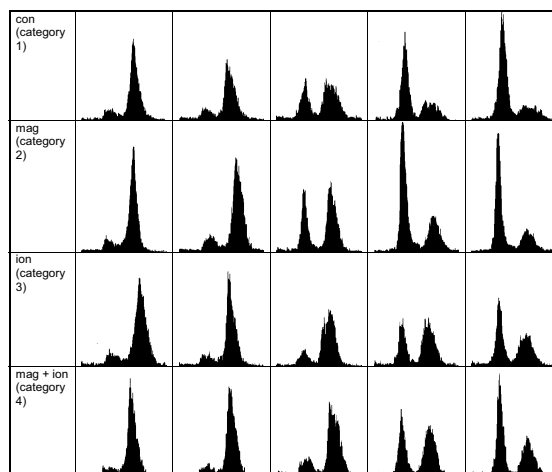 con
(category
1)
mag
(category
2)
ion
(category
3)
mag + ion
(category
4)